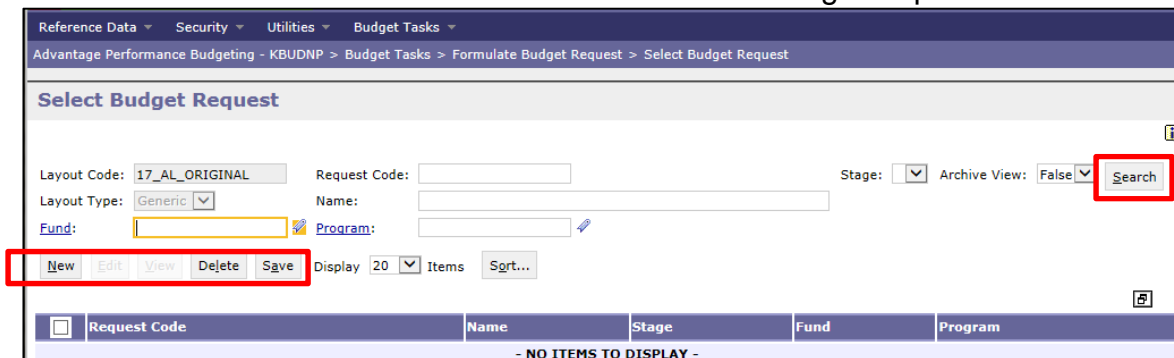 Reference Data Security Utilities Budget Tasks
Advantage Performance Budgeting - KBUDNP > Budget Tasks > Formulate Budget Request > Select Budget Request
Select Budget Request
Layout Code: 17_AL_ORIGINAL Request Code: Stage: Archive View: False Search
Layout Type: Generic Name:
Fund: Program:
New Edit View Delete Save Display 20 Items Sort...
Request Code Name Stage Fund Program
- NO ITEMS TO DISPLAY -